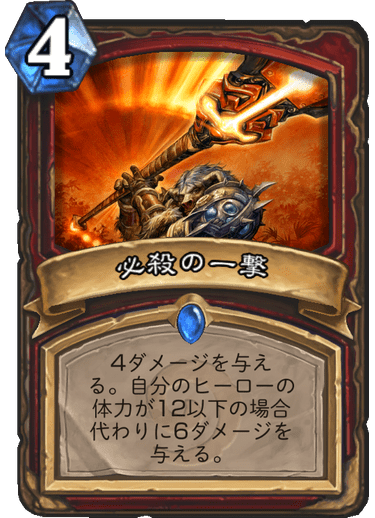 4
必殺の一撃
4ダメージを与え
る。自分のヒーローの
体力が12以下の場合
代わりに6ダメージを
与える。